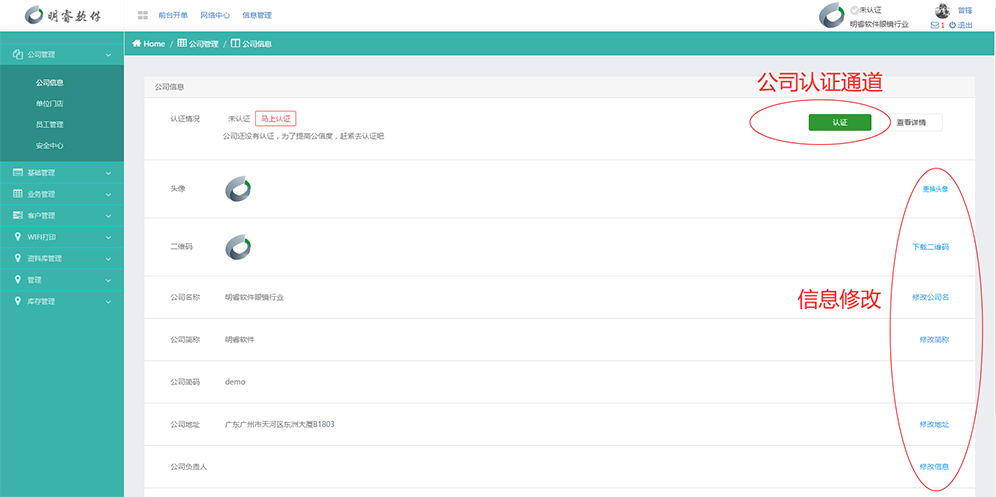 明睿软件
前台开单 网络中心 信息管理
未认证
明睿软件眼镜行业
曾锋
1 退出
Home / 公司管理 / 公司信息
公司管理
公司信息
单位门店
员工管理
安全中心
基础管理
业务管理
客户管理
WIFI打印
资料库管理
管理
库存管理
公司信息
公司认证通道
认证情况 未认证 马上认证
认证 查看详情
公司还没有认证，为了提高公信度，赶紧去认证吧
头像 更换头像
二维码 下载二维码
信息修改
公司名称 明睿软件眼镜行业 修改公司名
公司简称 明睿软件 修改简称
公司简码 demo
公司地址 广东广州市天河区东洲大厦B1803 修改地址
公司负责人 修改信息